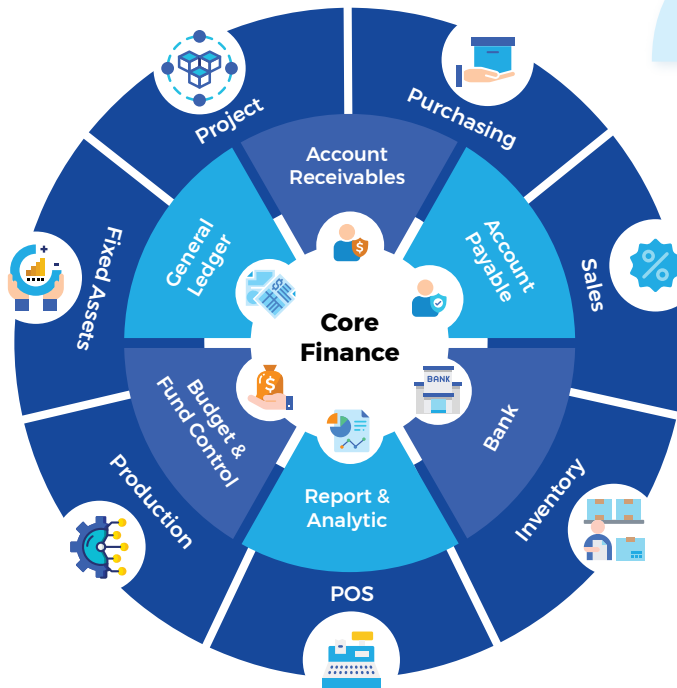 Project
Purchasing
Account
Receivables
General
Ledger
Account
Payable
Fixed Assets
Sales
$
Core
Finance
$
BANK
Budget &
Fund Control
Bank
Report &
Analytic
Production
Inventory
POS